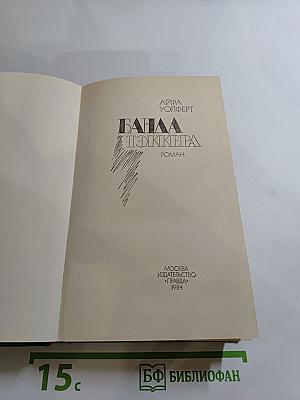 АЙРА
УОЛФЕРТ
БАНДА
ТЭККЕРА
РОМАН
МОСКВА
ИЗДАТЕЛЬСТВО
«ПРАВДА»
1984
15с
БФ БИБЛИОФАН